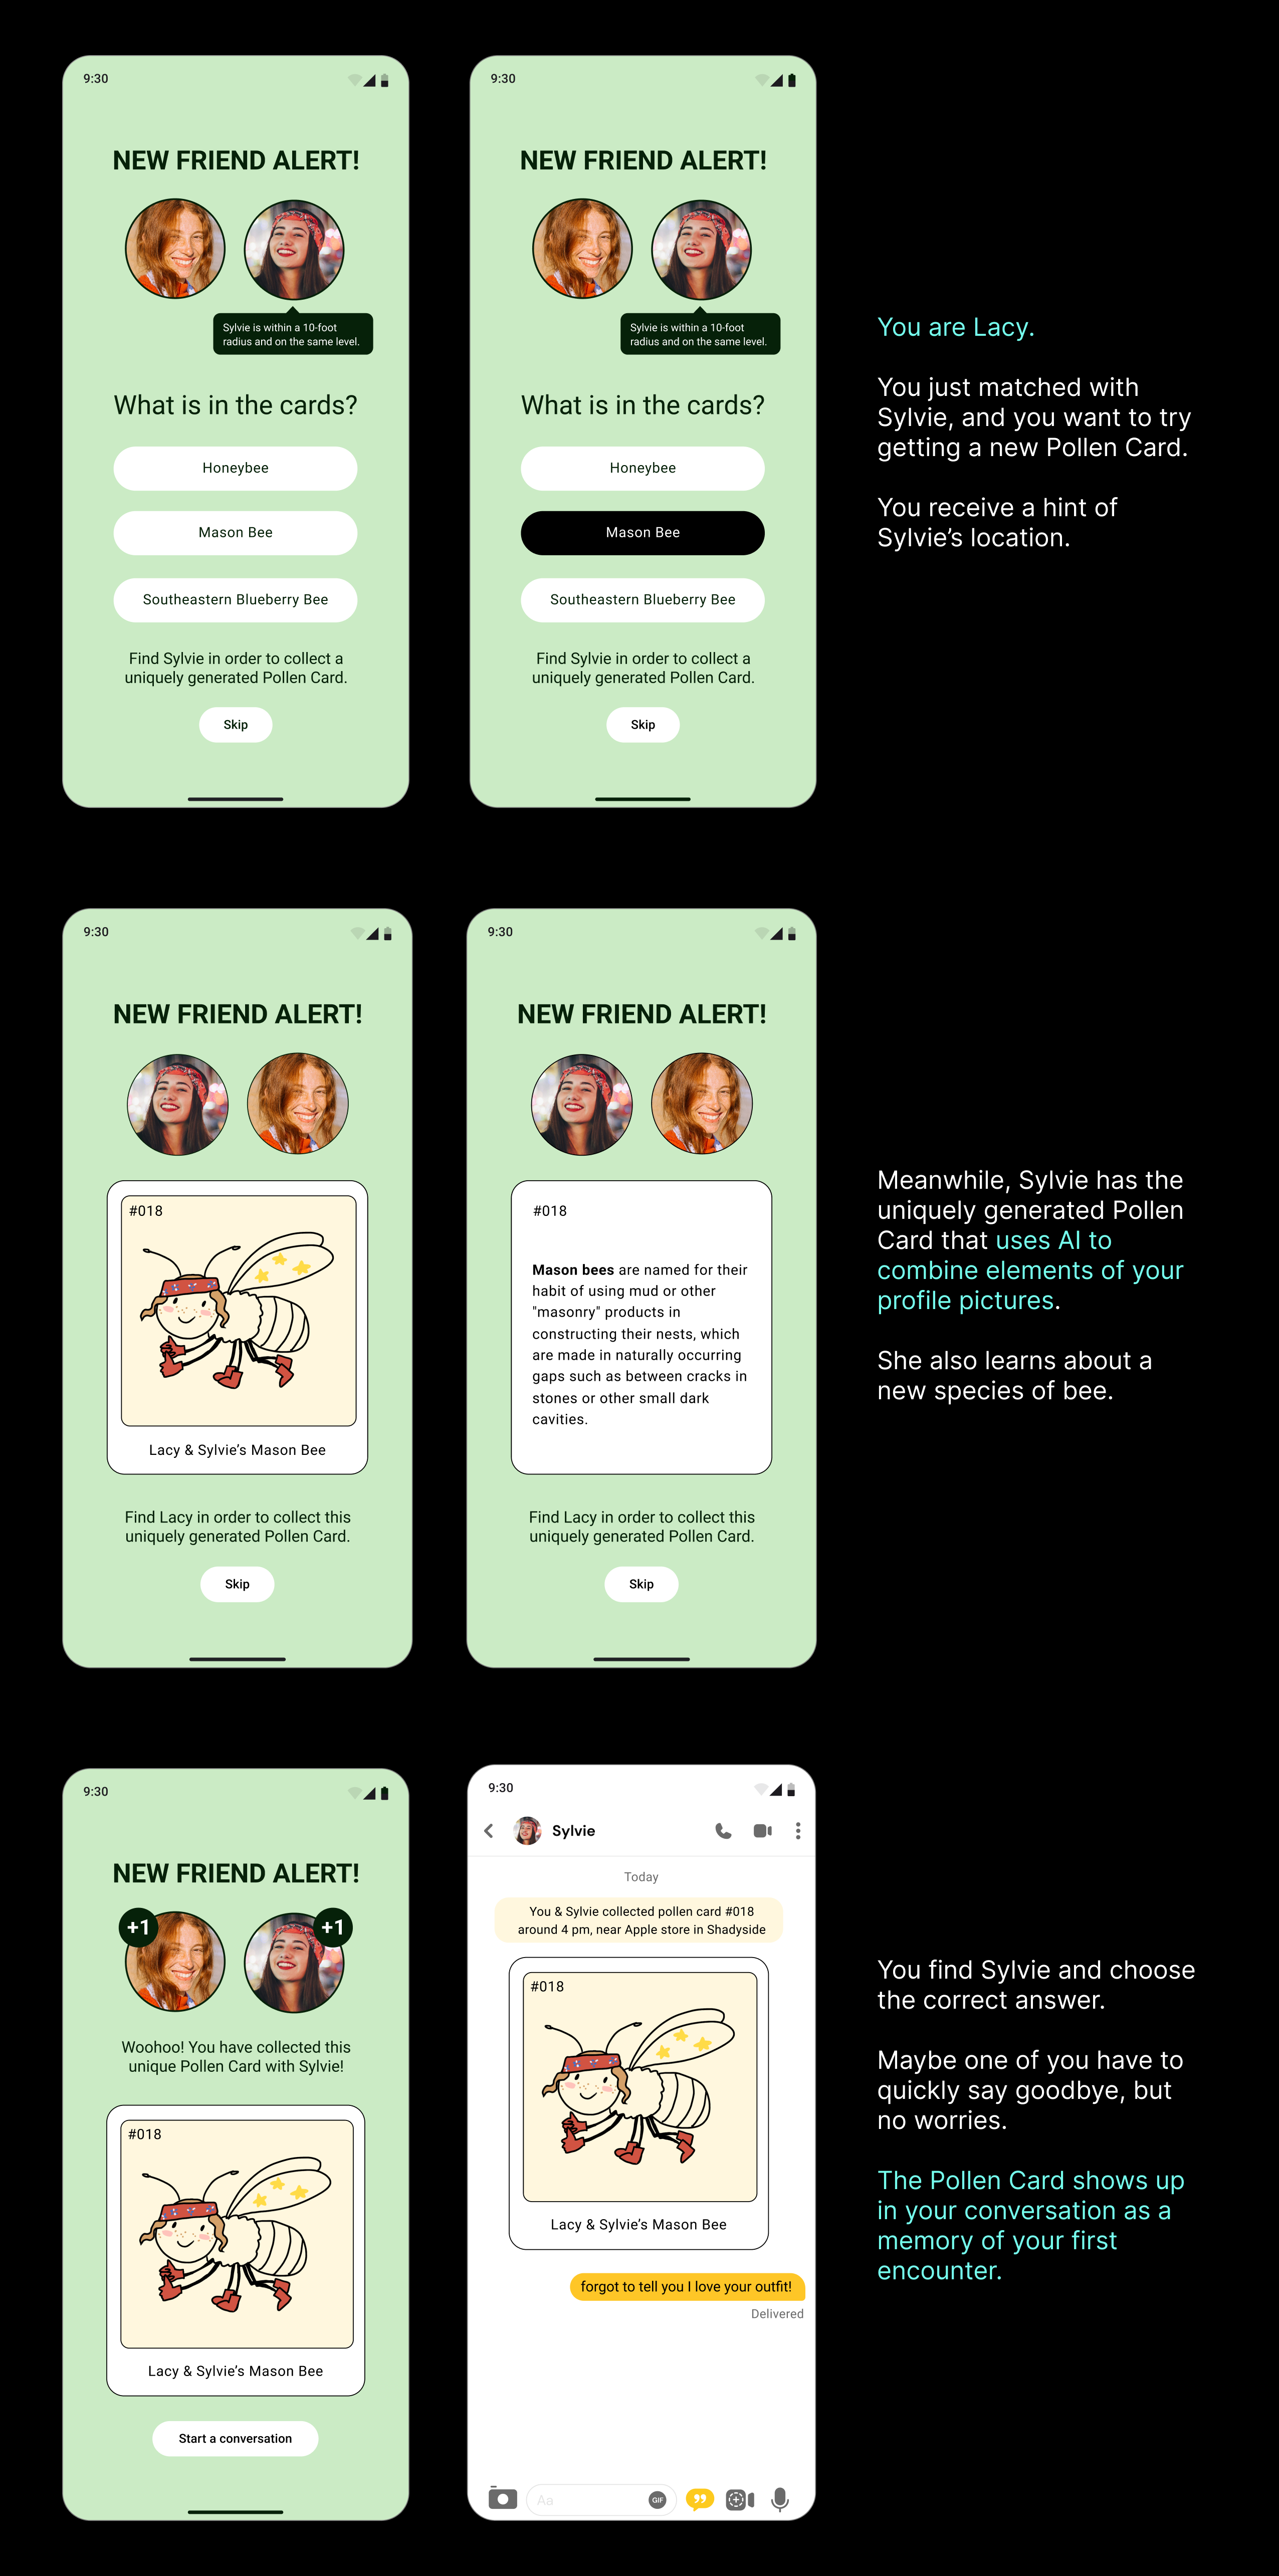 9:30
NEW FRIEND ALERT!
Sylvie is within a 10-foot
radius and on the same level.
What is in the cards?
Honeybee
Mason Bee
Southeastern Blueberry Bee
Find Sylvie in order to collect a
uniquely generated Pollen Card.
Skip
9:30
NEW FRIEND ALERT!
Sylvie is within a 10-foot
radius and on the same level.
What is in the cards?
Honeybee
Mason Bee
Southeastern Blueberry Bee
Find Sylvie in order to collect a
uniquely generated Pollen Card.
Skip
You are Lacy.
You just matched with
Sylvie, and you want to try
getting a new Pollen Card.
You receive a hint of
Sylvie’s location.
9:30
NEW FRIEND ALERT!
#018
Lacy & Sylvie’s Mason Bee
Find Lacy in order to collect this
uniquely generated Pollen Card.
Skip
9:30
NEW FRIEND ALERT!
#018
Mason bees are named for their
habit of using mud or other
"masonry" products in
constructing their nests, which
are made in naturally occurring
gaps such as between cracks in
stones or other small dark
cavities.
Find Lacy in order to collect this
uniquely generated Pollen Card.
Skip
Meanwhile, Sylvie has the
uniquely generated Pollen
Card that uses AI to
combine elements of your
profile pictures.
She also learns about a
new species of bee.
9:30
NEW FRIEND ALERT!
+1
+1
Woohoo! You have collected this
unique Pollen Card with Sylvie!
#018
Lacy & Sylvie’s Mason Bee
Start a conversation
9:30
Sylvie
Today
You & Sylvie collected pollen card #018
around 4 pm, near Apple store in Shadyside
#018
Lacy & Sylvie’s Mason Bee
forgot to tell you I love your outfit!
Delivered
Aa
GIF
You find Sylvie and choose
the correct answer.
Maybe one of you have to
quickly say goodbye, but
no worries.
The Pollen Card shows up
in your conversation as a
memory of your first
encounter.